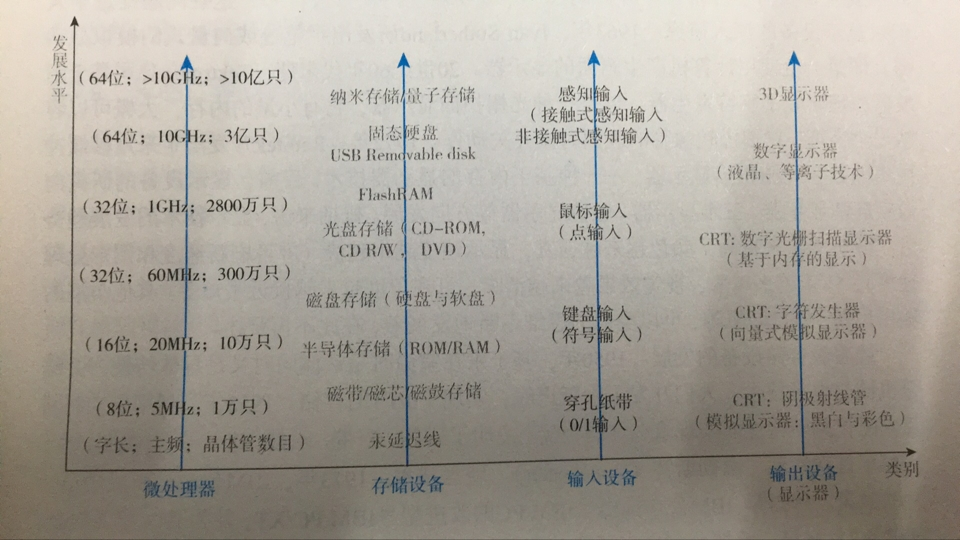 发展水平
(64位；>10GHz；>10亿只)
(64位；10GHz；3亿只)
(32位；1GHz；2800万只)
(32位；60MHz；300万只)
(16位；20MHz；10万只)
(8位；5MHz；1万只)
(字长；主频；晶体管数目)
微处理器
纳米存储/量子存储
固态硬盘
USB Removable disk
FlashRAM
光盘存储(CD-ROM,
CD R/W, DVD)
磁盘存储(硬盘与软盘)
半导体存储(ROM/RAM)
磁带/磁芯/磁鼓存储
汞延迟线
存储设备
感知输入
(接触式感知输入
非接触式感知输入)
鼠标输入
(点输入)
键盘输入
(符号输入)
穿孔纸带
(0/1输入)
输入设备
3D显示器
数字显示器
(液晶、等离子技术)
CRT: 数字光栅扫描显示器
(基于内存的显示)
CRT: 字符发生器
(向量式模拟显示器)
CRT: 阴极射线管
(模拟显示器：黑白与彩色)
输出设备
(显示器)
类别